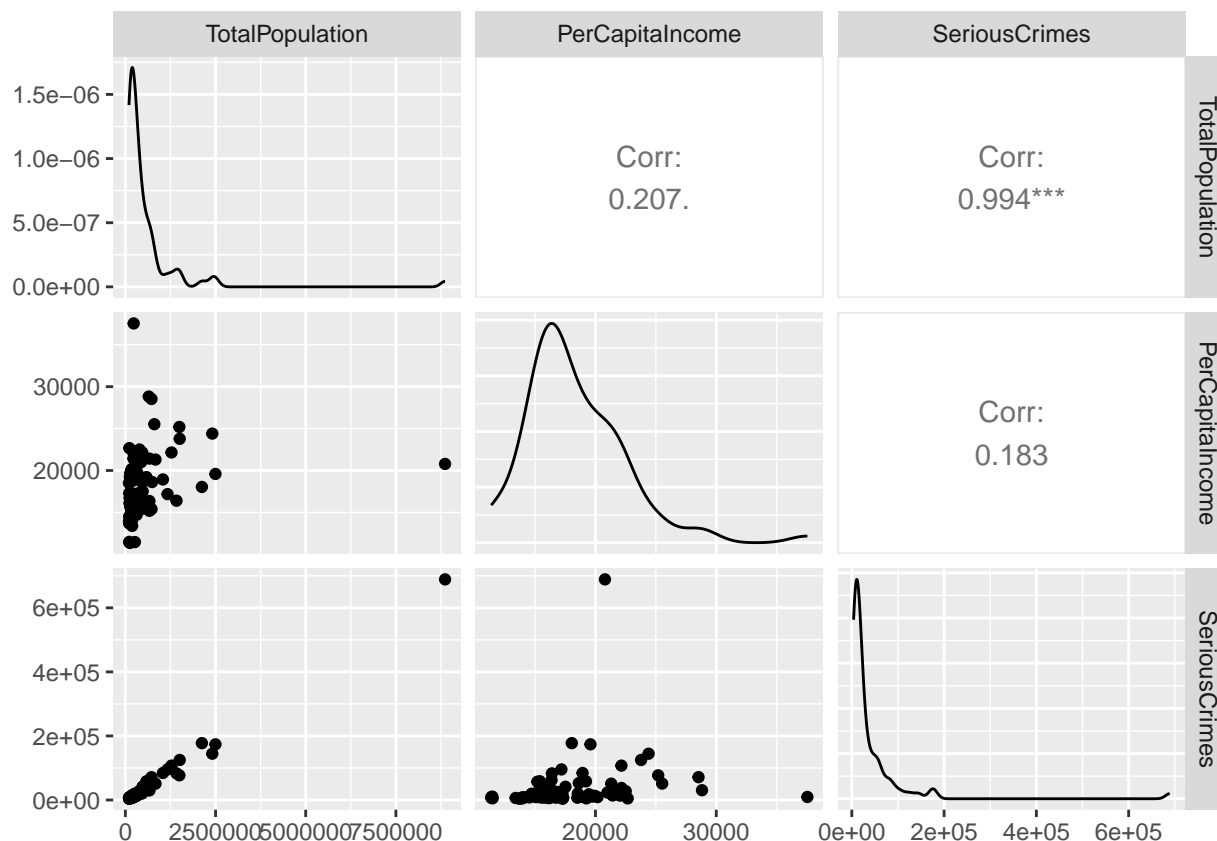 TotalPopulation
PerCapitaIncome
SeriousCrimes
1.5e−06
1.0e−06
5.0e−07
0.0e+00
Corr:
0.207.
Corr:
0.994***
TotalPopulation
30000
20000
Corr:
0.183
PerCapitaIncome
6e+05
4e+05
2e+05
0e+00
SeriousCrimes
0 2500000 5000000 7500000
20000 30000
0e+00 2e+05 4e+05 6e+05